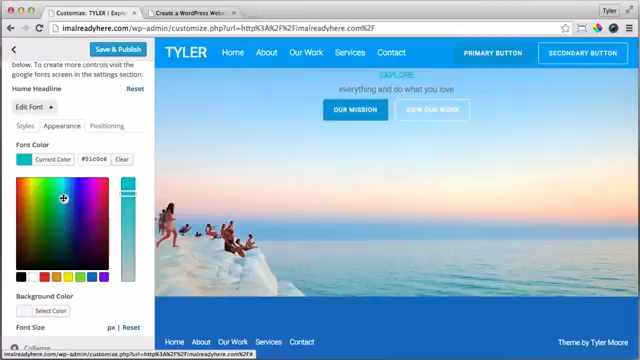 Customize: TYLER | Explo
Create a WordPress Websi
Tyler
imalreadyhere.com/wp-admin/customize.php?url=http%3A%2F%2Fimalreadyhere.com%2F
Save & Publish
below. To create more controls visit the
google fonts screen in the settings section.
Home Headline
Reset
Edit Font
Styles
Appearance
Positioning
Font Color
Current Color
Clear
Background Color
Select Color
Font Size
px | Reset
Collapse
TYLER
Home
About
Our Work
Services
Contact
PRIMARY BUTTON
SECONDARY BUTTON
EXPLORE
everything and do what you love
OUR MISSION
VIEW OUR WORK
Home
About
Our Work
Services
Contact
Theme by Tyler Moore
imalreadyhere.com/wp-admin/customize.php?url=http%3A%2F%2Fimalreadyhere.com%2F#